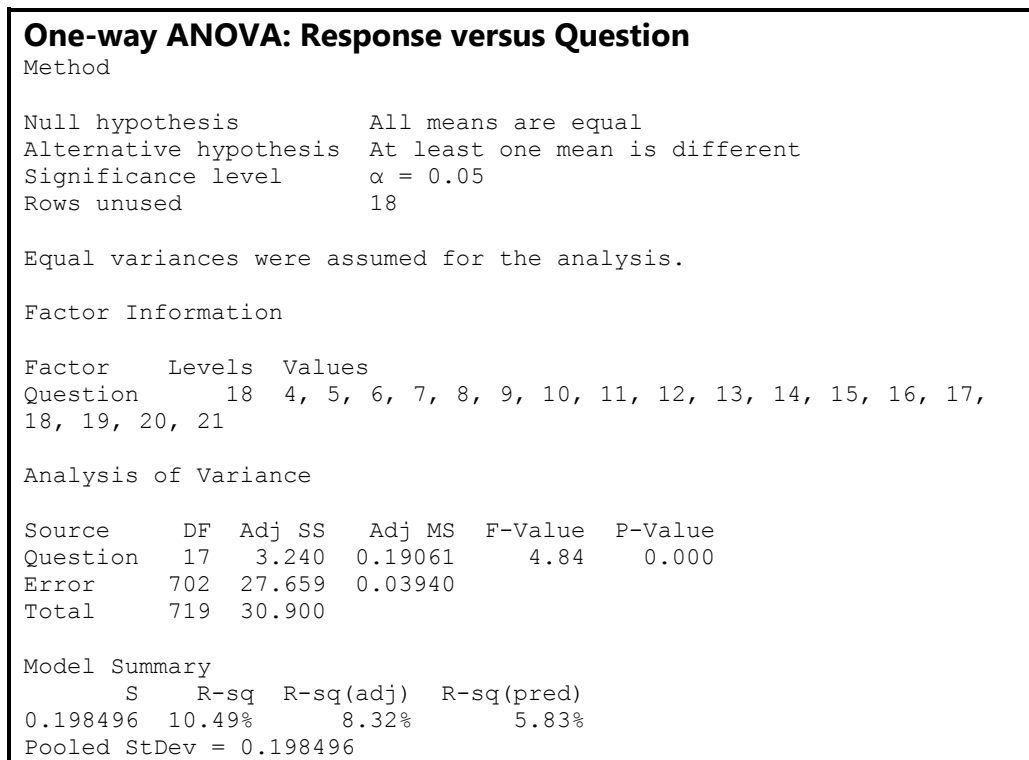 One-way ANOVA: Response versus Question
Method
Null hypothesis All means are equal
Alternative hypothesis At least one mean is different
Significance level α = 0.05
Rows unused 18
Equal variances were assumed for the analysis.
Factor Information
Factor Levels Values
Question 18 4, 5, 6, 7, 8, 9, 10, 11, 12, 13, 14, 15, 16, 17,
18, 19, 20, 21
Analysis of Variance
Source DF Adj SS Adj MS F-Value P-Value
Question 17 3.240 0.19061 4.84 0.000
Error 702 27.659 0.03940
Total 719 30.900
Model Summary
S R-sq R-sq(adj) R-sq(pred)
0.198496 10.49% 8.32% 5.83%
Pooled StDev = 0.198496